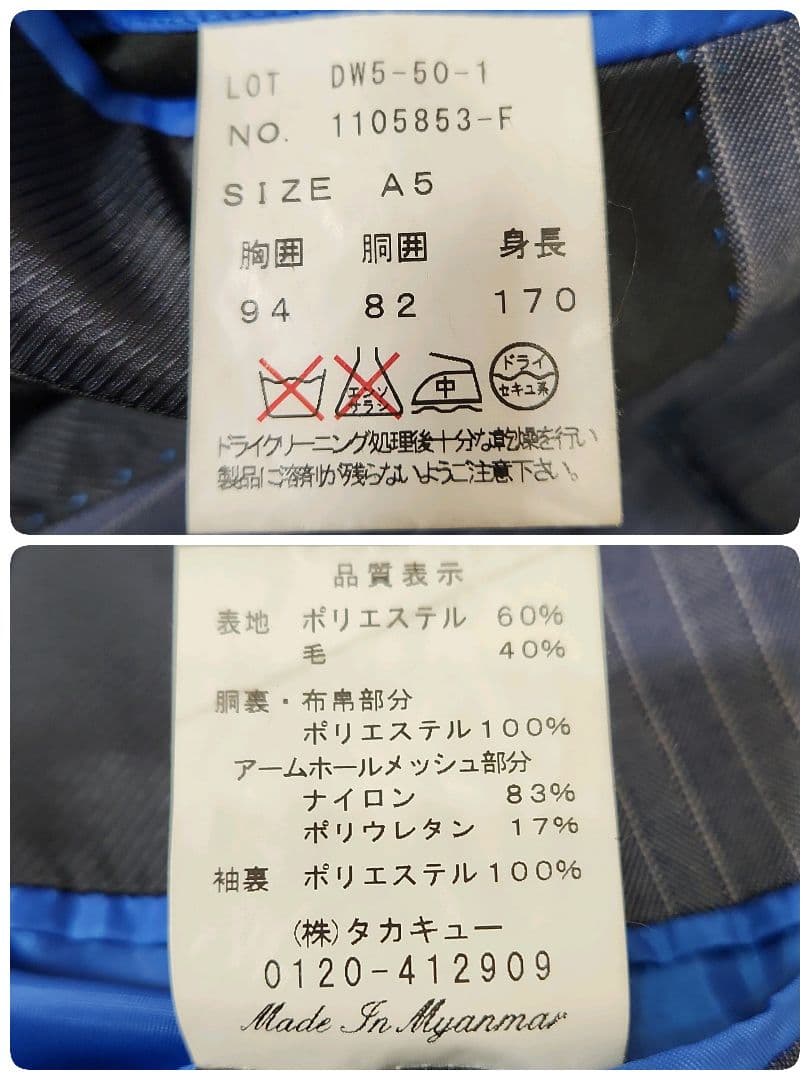 LOT DW5-50-1
NO. 1105853-F
SIZE A5
胸囲 胴囲 身長
94 82 170
エンソサラシ 中 ドライ セキユ系
ドライクリーニング処理後十分な乾燥を行い
製品に溶剤が残らないようご注意下さい。
品質表示
表地 ポリエステル 60%
毛 40%
胴裏・布帛部分
ポリエステル100%
アームホールメッシュ部分
ナイロン 83%
ポリウレタン 17%
袖裏 ポリエステル100%
(株)タカキュー
0120-412909
Made In Myanmar